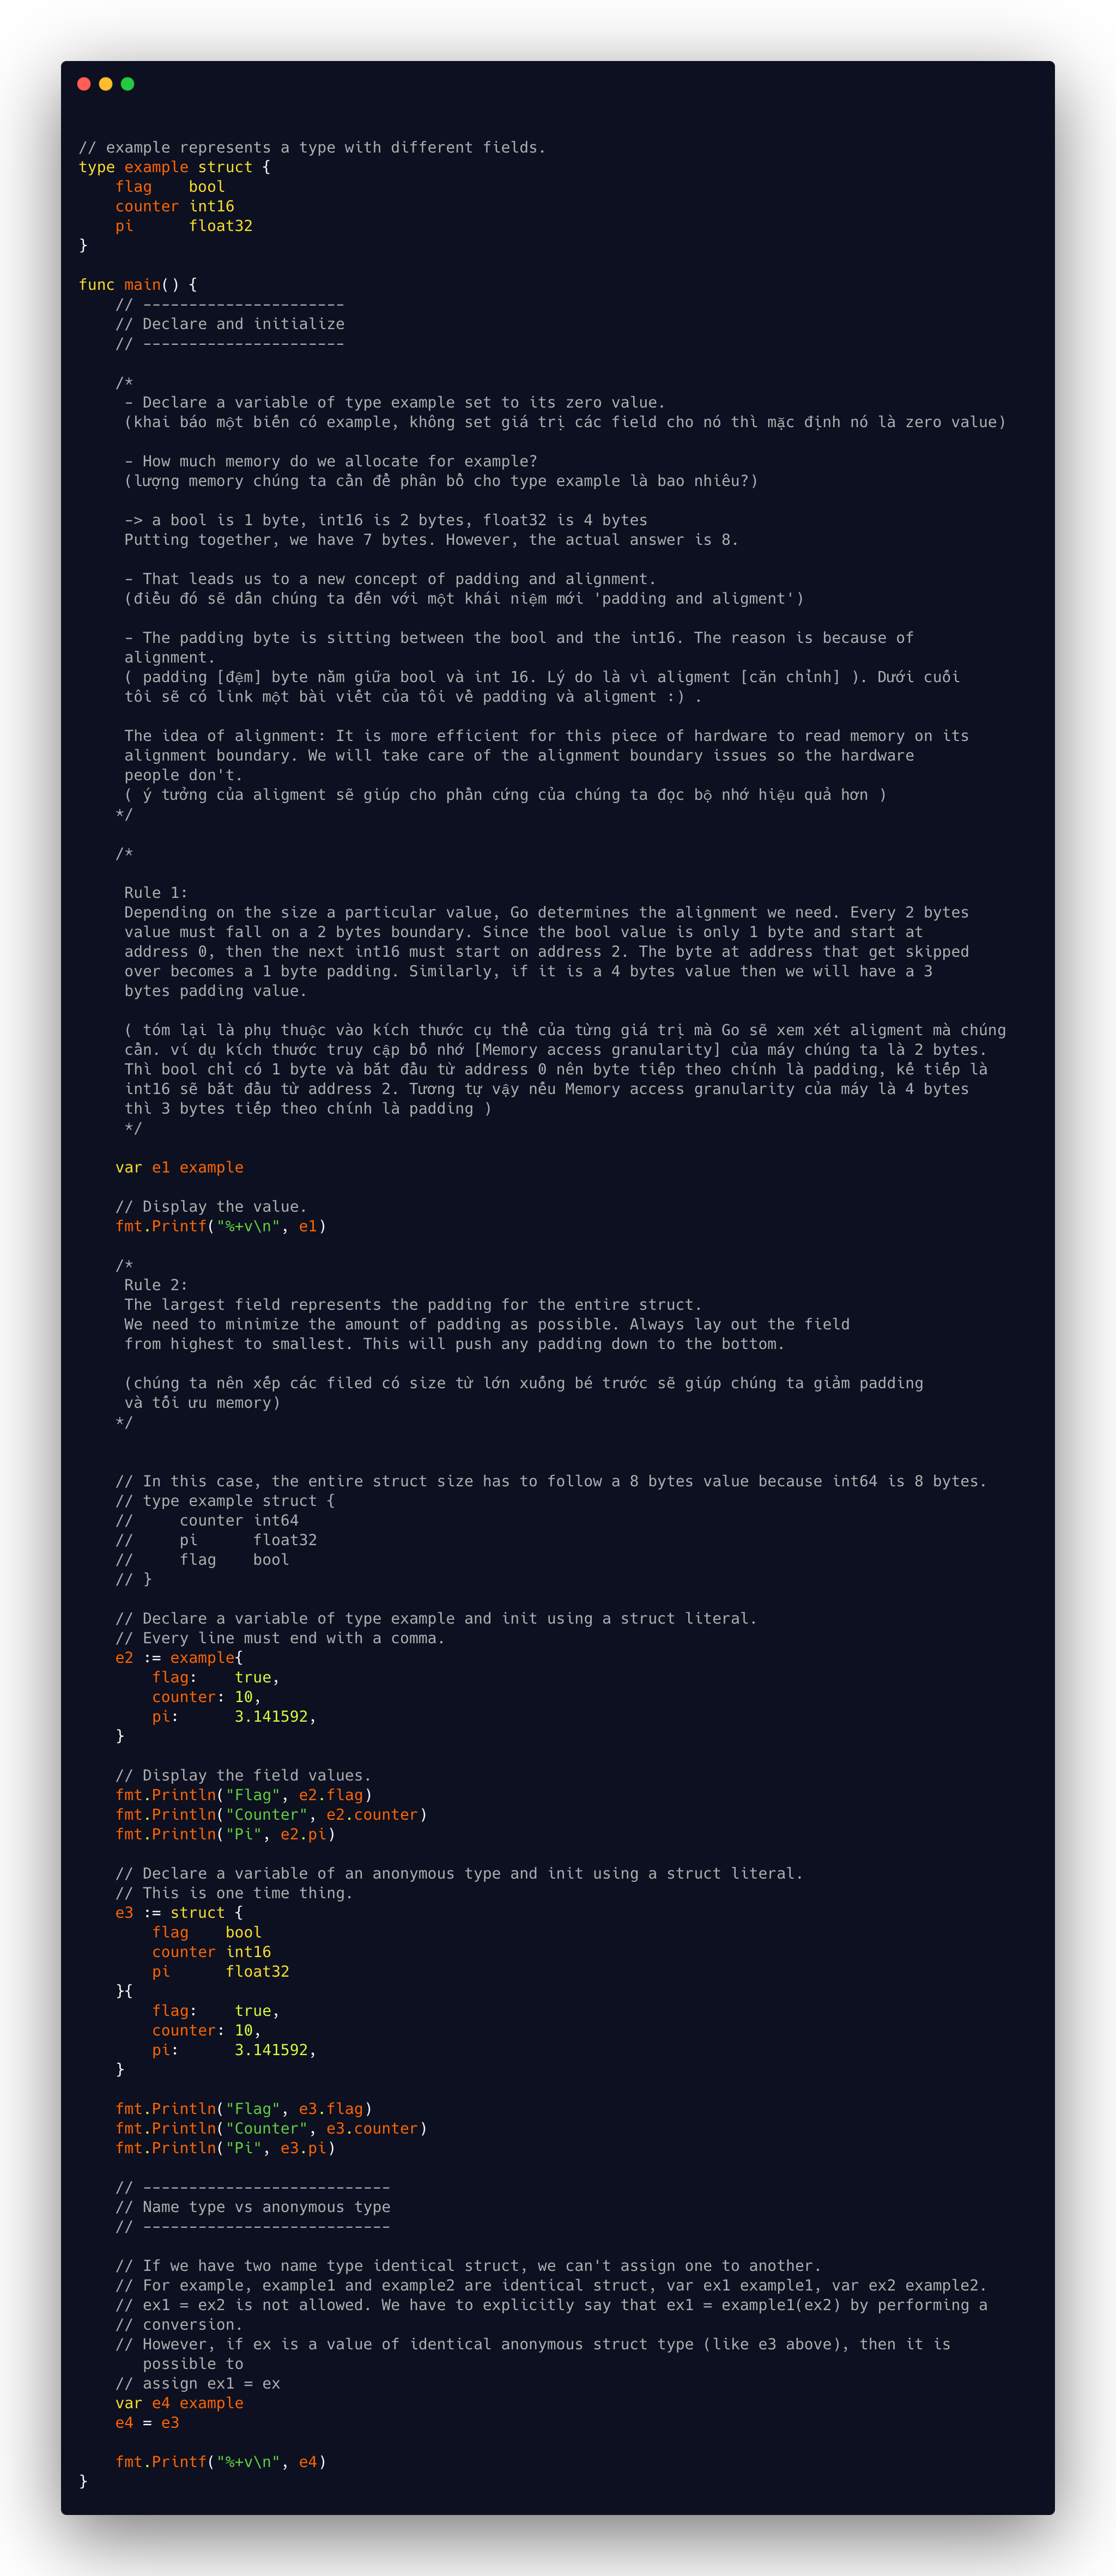 // example represents a type with different fields.
type example struct {
    flag    bool
    counter int16
    pi      float32
}

func main() {
    // ----------------------
    // Declare and initialize
    // ----------------------

    /*
     - Declare a variable of type example set to its zero value.
     (khai báo một biến có example, không set giá trị các field cho nó thì mặc định nó là zero value)

     - How much memory do we allocate for example?
     (lượng memory chúng ta cần để phân bổ cho type example là bao nhiêu?)

     -> a bool is 1 byte, int16 is 2 bytes, float32 is 4 bytes
     Putting together, we have 7 bytes. However, the actual answer is 8.

     - That leads us to a new concept of padding and alignment.
     (điều đó sẽ dẫn chúng ta đến với một khái niệm mới 'padding and aligment')

     - The padding byte is sitting between the bool and the int16. The reason is because of
     alignment.
     ( padding [đệm] byte nằm giữa bool và int 16. Lý do là vì aligment [căn chỉnh] ). Dưới cuối
     tôi sẽ có link một bài viết của tôi về padding và aligment :) .

     The idea of alignment: It is more efficient for this piece of hardware to read memory on its
     alignment boundary. We will take care of the alignment boundary issues so the hardware
     people don't.
     ( ý tưởng của aligment sẽ giúp cho phần cứng của chúng ta đọc bộ nhớ hiệu quả hơn )
    */

    /*

     Rule 1:
     Depending on the size a particular value, Go determines the alignment we need. Every 2 bytes
     value must fall on a 2 bytes boundary. Since the bool value is only 1 byte and start at
     address 0, then the next int16 must start on address 2. The byte at address that get skipped
     over becomes a 1 byte padding. Similarly, if it is a 4 bytes value then we will have a 3
     bytes padding value.

     ( tóm lại là phụ thuộc vào kích thước cụ thể của từng giá trị mà Go sẽ xem xét aligment mà chúng
     cần. ví dụ kích thước truy cập bố nhớ [Memory access granularity] của máy chúng ta là 2 bytes.
     Thì bool chỉ có 1 byte và bắt đầu từ address 0 nên byte tiếp theo chính là padding, kế tiếp là
     int16 sẽ bắt đầu từ address 2. Tương tự vậy nếu Memory access granularity của máy là 4 bytes
     thì 3 bytes tiếp theo chính là padding )
     */

    var e1 example

    // Display the value.
    fmt.Printf("%+v\n", e1)

    /*
     Rule 2:
     The largest field represents the padding for the entire struct.
     We need to minimize the amount of padding as possible. Always lay out the field
     from highest to smallest. This will push any padding down to the bottom.

     (chúng ta nên xếp các filed có size từ lớn xuống bé trước sẽ giúp chúng ta giảm padding
     và tối ưu memory)
    */


    // In this case, the entire struct size has to follow a 8 bytes value because int64 is 8 bytes.
    // type example struct {
    //     counter int64
    //     pi      float32
    //     flag    bool
    // }

    // Declare a variable of type example and init using a struct literal.
    // Every line must end with a comma.
    e2 := example{
        flag:    true,
        counter: 10,
        pi:      3.141592,
    }

    // Display the field values.
    fmt.Println("Flag", e2.flag)
    fmt.Println("Counter", e2.counter)
    fmt.Println("Pi", e2.pi)

    // Declare a variable of an anonymous type and init using a struct literal.
    // This is one time thing.
    e3 := struct {
        flag    bool
        counter int16
        pi      float32
    }{
        flag:    true,
        counter: 10,
        pi:      3.141592,
    }

    fmt.Println("Flag", e3.flag)
    fmt.Println("Counter", e3.counter)
    fmt.Println("Pi", e3.pi)

    // ---------------------------
    // Name type vs anonymous type
    // ---------------------------

    // If we have two name type identical struct, we can't assign one to another.
    // For example, example1 and example2 are identical struct, var ex1 example1, var ex2 example2.
    // ex1 = ex2 is not allowed. We have to explicitly say that ex1 = example1(ex2) by performing a
    // conversion.
    // However, if ex is a value of identical anonymous struct type (like e3 above), then it is
       possible to
    // assign ex1 = ex
    var e4 example
    e4 = e3

    fmt.Printf("%+v\n", e4)
}